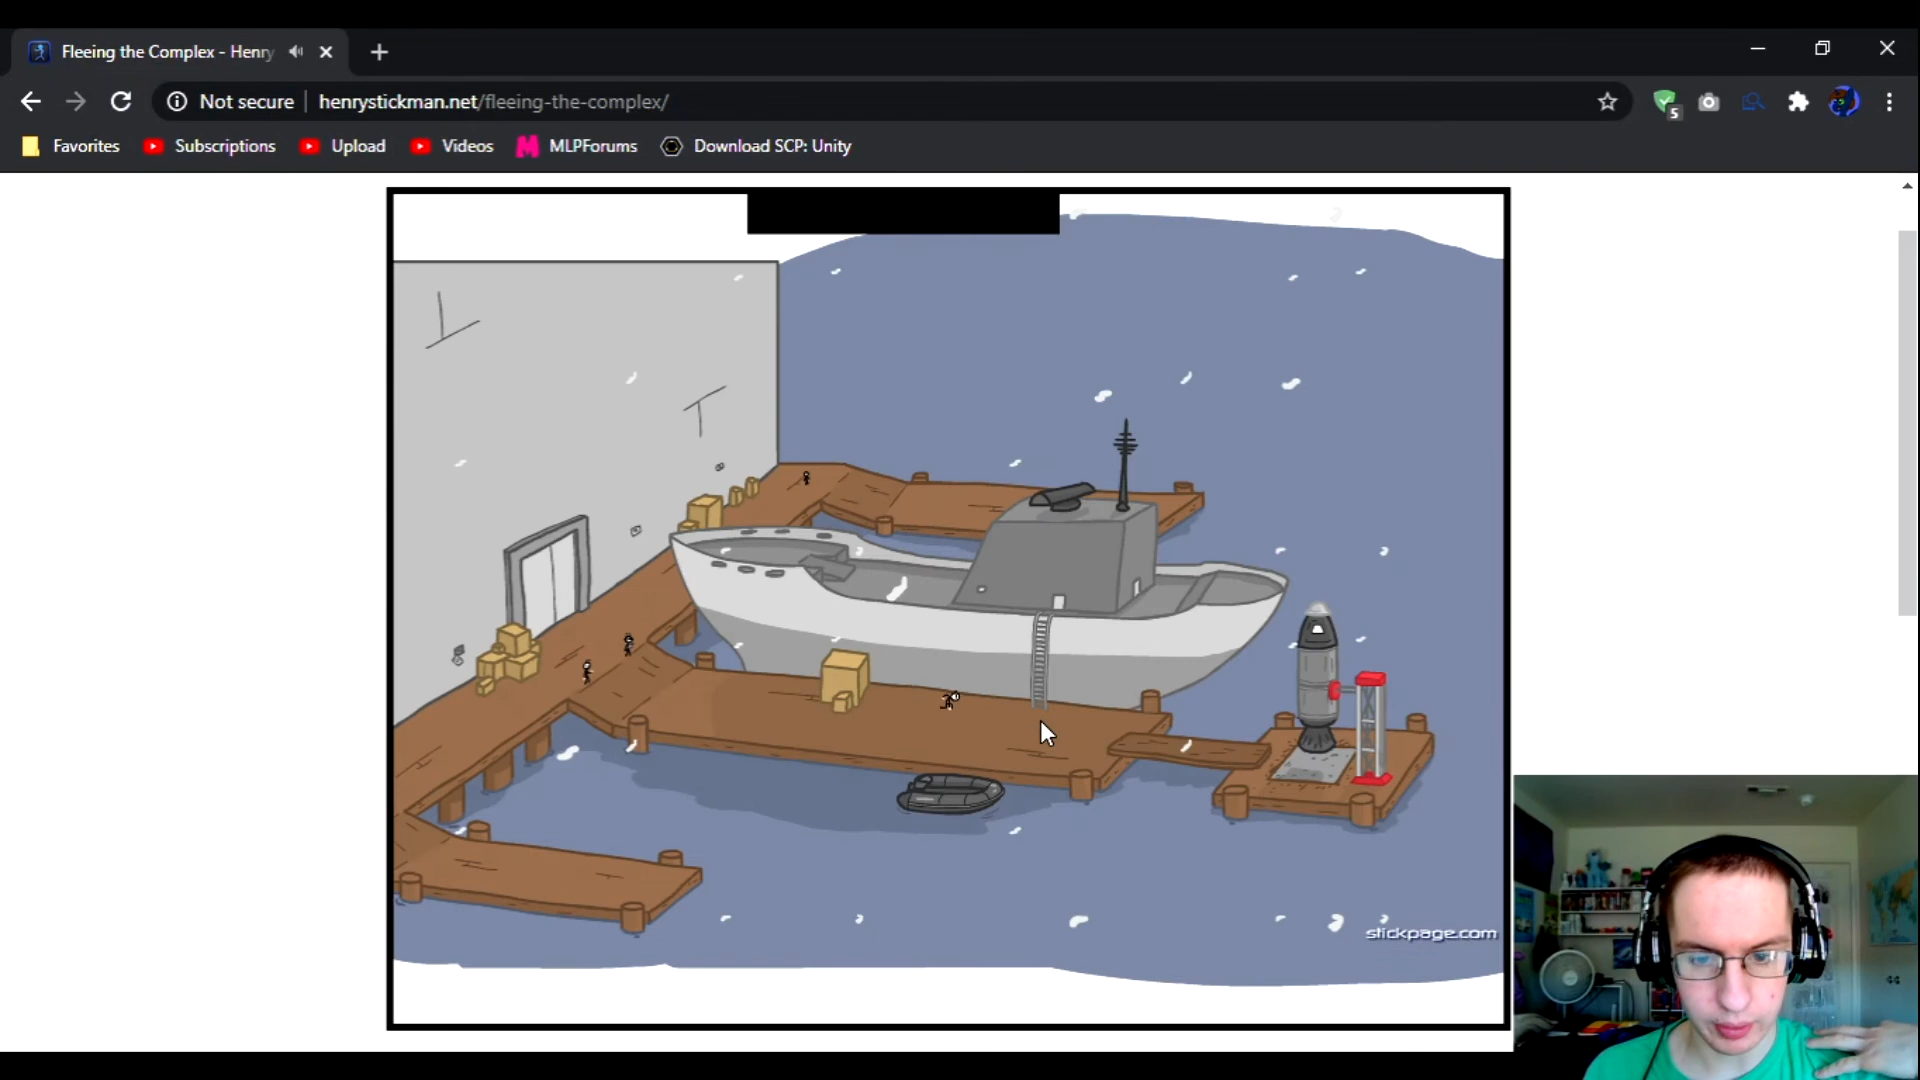 Fleeing the Complex - Henry
Not secure henrystickman.net/fleeing-the-complex/
5
Favorites Subscriptions Upload Videos MLPForums Download SCP: Unity
stickpage.com